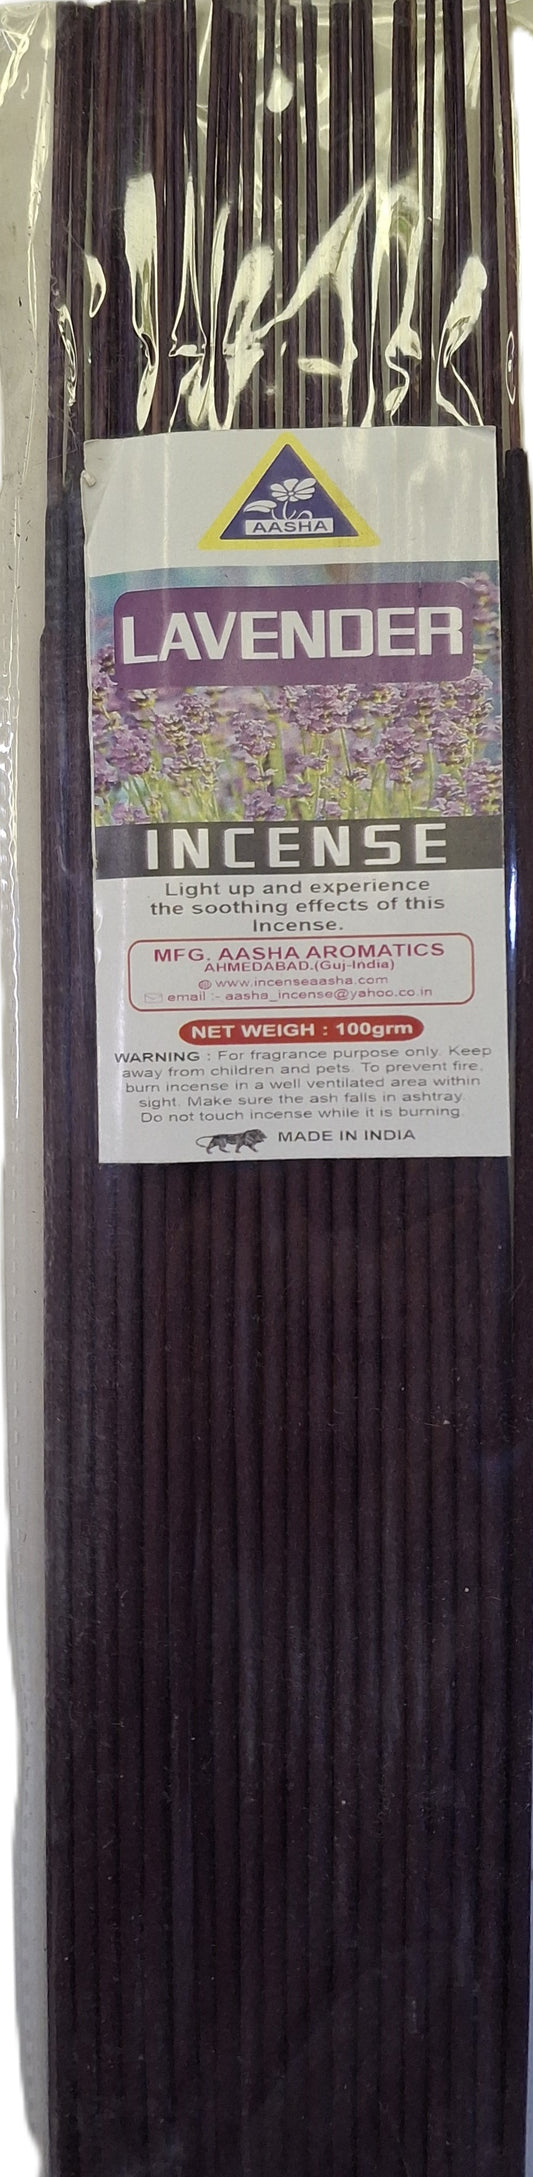 AASHA
LAVENDER
INCENSE
Light up and experience
the soothing effects of this
Incense.
MFG. AASHA AROMATICS
AHMEDABAD.(Guj-India)
www.incenseaasha.com
email :- aasha_incense@yahoo.co.in
NET WEIGH : 100grm
WARNING : For fragrance purpose only. Keep
away from children and pets. To prevent fire,
burn incense in a well ventilated area within
sight. Make sure the ash falls in ashtray.
Do not touch incense while it is burning.
MADE IN INDIA